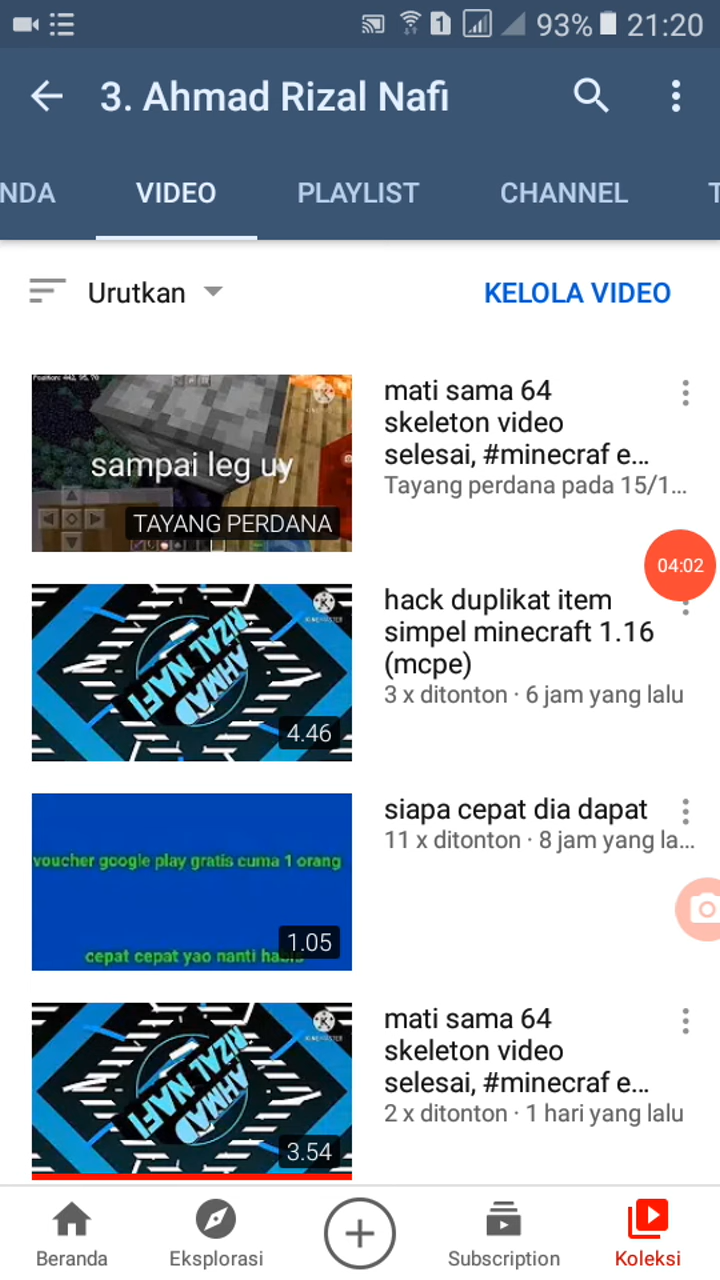 93% 21:20
3. Ahmad Rizal Nafi
NDA VIDEO PLAYLIST CHANNEL T
Urutkan KELOLA VIDEO
sampai leg uy
TAYANG PERDANA
mati sama 64
skeleton video
selesai, #minecraf e...
Tayang perdana pada 15/1...
04:02
AHMAD
RIZAL NAFI
KINEMASTER
4.46
hack duplikat item
simpel minecraft 1.16
(mcpe)
3 x ditonton · 6 jam yang lalu
voucher google play gratis cuma 1 orang
cepat cepat yao nanti habis
1.05
siapa cepat dia dapat
11 x ditonton · 8 jam yang la...
AHMAD
RIZAL NAFI
KINEMASTER
3.54
mati sama 64
skeleton video
selesai, #minecraf e...
2 x ditonton · 1 hari yang lalu
Beranda Eksplorasi Subscription Koleksi